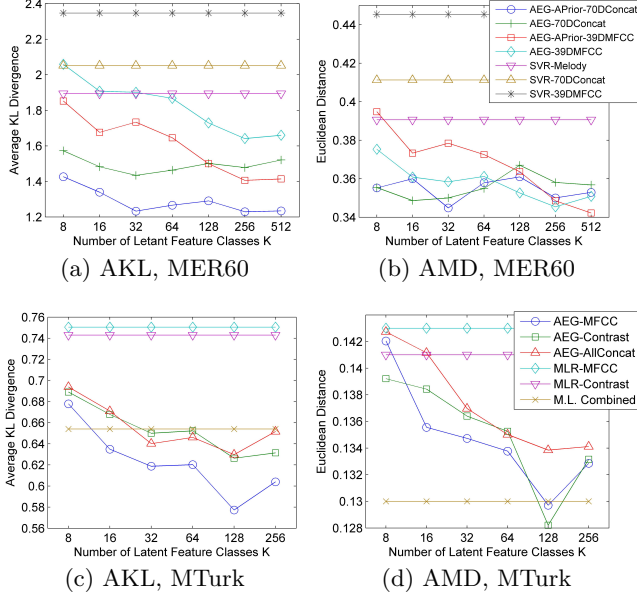 2.4
2.2
2
1.8
1.6
1.4
1.2
Average KL Divergence
8 16 32 64 128 256 512
Number of Letant Feature Classes K
(a) AKL, MER60
0.44
0.42
0.4
0.38
0.36
0.34
Euclidean Distance
8 16 32 64 128 256 512
Number of Latent Feature Classes K
AEG-APrior-70DConcat
AEG-70DConcat
AEG-APrior-39DMFCC
AEG-39DMFCC
SVR-Melody
SVR-70DConcat
SVR-39DMFCC
(b) AMD, MER60
0.76
0.74
0.72
0.7
0.68
0.66
0.64
0.62
0.6
0.58
0.56
Average KL Divergence
8 16 32 64 128 256
Number of Latent Feature Classes K
(c) AKL, MTurk
0.142
0.14
0.138
0.136
0.134
0.132
0.13
0.128
Euclidean Distance
8 16 32 64 128 256
Number of Latent Feature Classes K
AEG-MFCC
AEG-Contrast
AEG-AllConcat
MLR-MFCC
MLR-Contrast
M.L. Combined
(d) AMD, MTurk